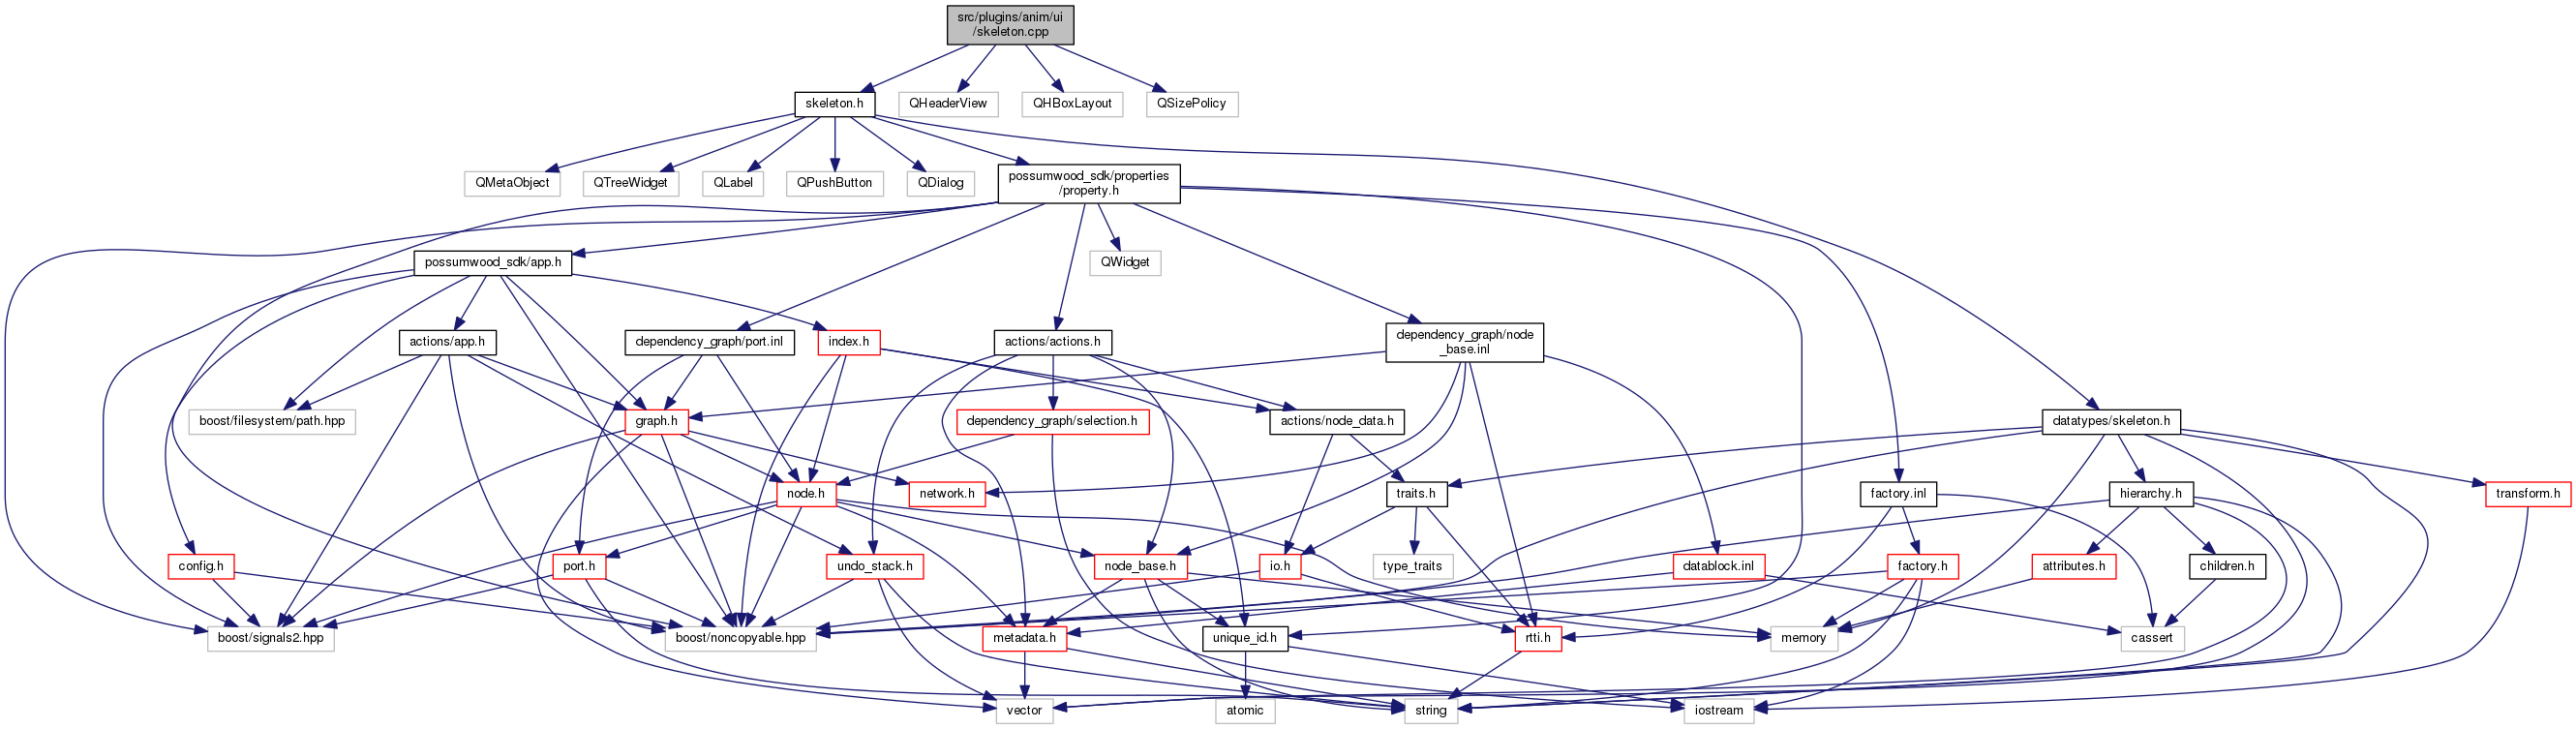 src/plugins/anim/ui
/skeleton.cpp
skeleton.h
QHeaderView
QHBoxLayout
QSizePolicy
QMetaObject
QTreeWidget
QLabel
QPushButton
QDialog
possumwood_sdk/properties
/property.h
possumwood_sdk/app.h
QWidget
actions/app.h
dependency_graph/port.inl
index.h
actions/actions.h
dependency_graph/node
_base.inl
boost/filesystem/path.hpp
graph.h
dependency_graph/selection.h
actions/node_data.h
datatypes/skeleton.h
node.h
network.h
traits.h
factory.inl
hierarchy.h
transform.h
config.h
port.h
undo_stack.h
node_base.h
io.h
type_traits
datablock.inl
factory.h
attributes.h
children.h
boost/signals2.hpp
boost/noncopyable.hpp
metadata.h
unique_id.h
rtti.h
memory
cassert
vector
atomic
string
iostream